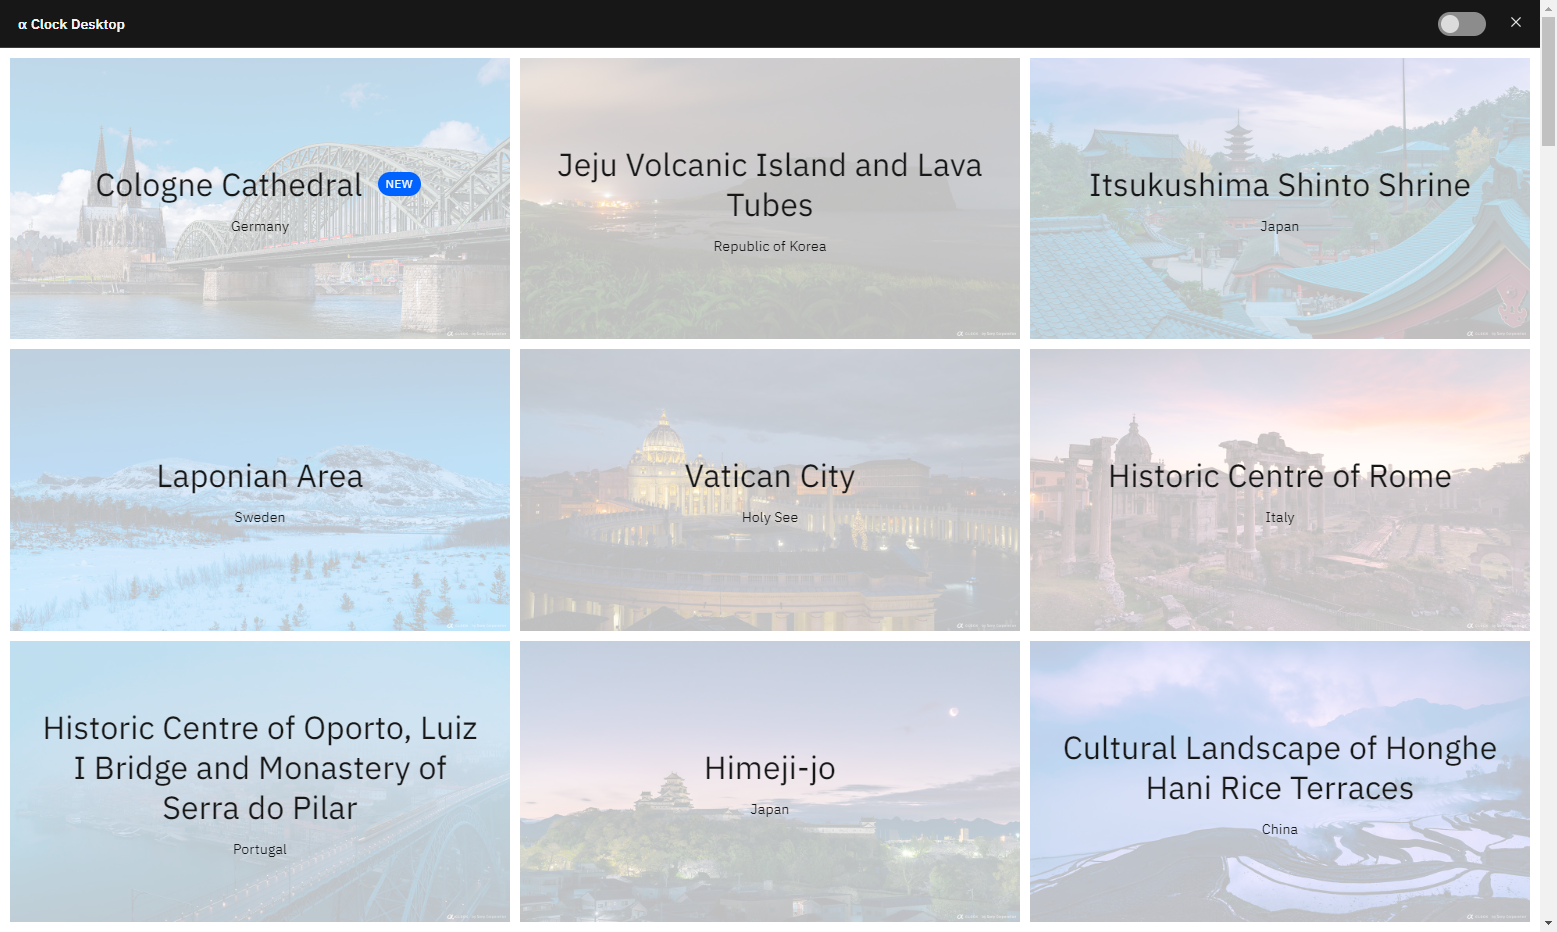 α Clock Desktop
Cologne Cathedral NEW
Germany
Jeju Volcanic Island and Lava
Tubes
Republic of Korea
Itsukushima Shinto Shrine
Japan
Laponian Area
Sweden
Vatican City
Holy See
Historic Centre of Rome
Italy
Historic Centre of Oporto, Luiz
I Bridge and Monastery of
Serra do Pilar
Portugal
Himeji-jo
Japan
Cultural Landscape of Honghe
Hani Rice Terraces
China